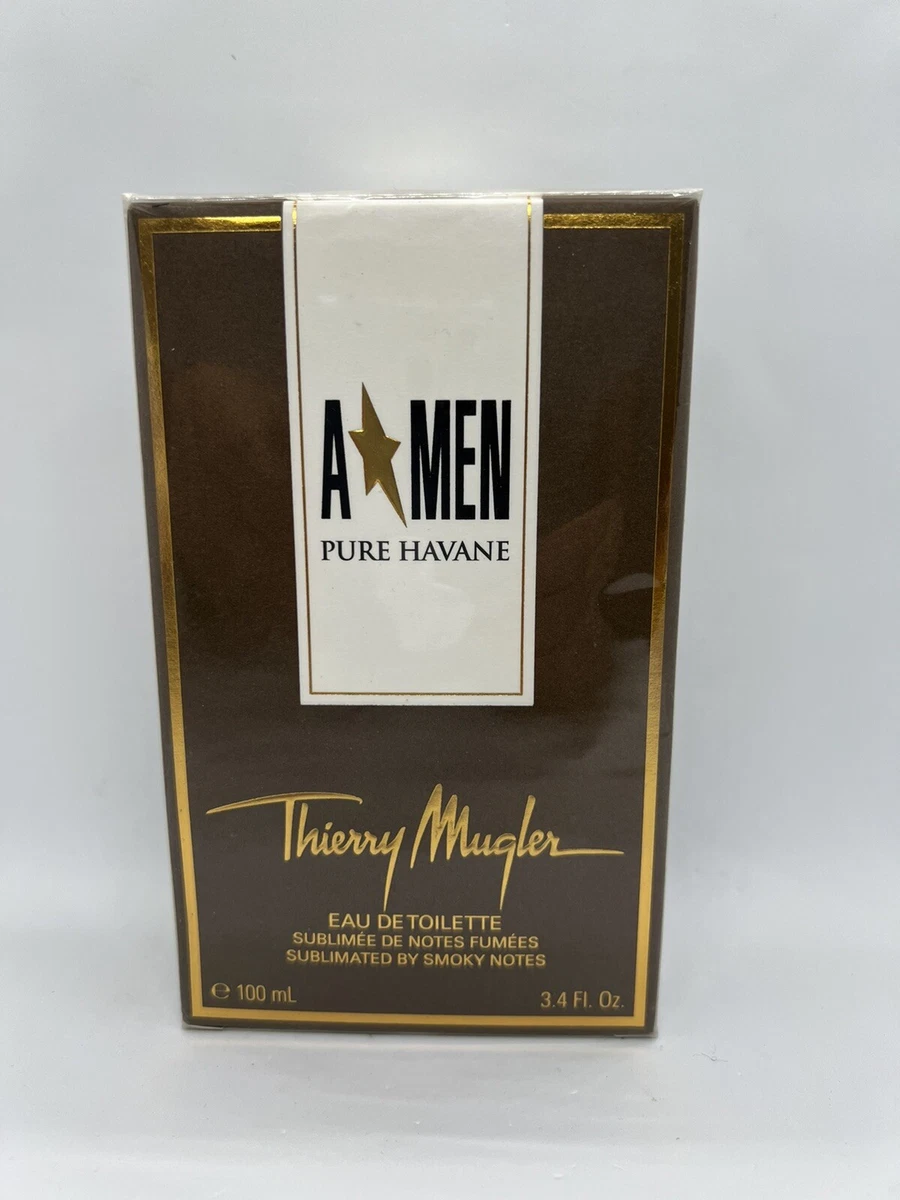 A MEN
PURE HAVANE
Thierry Mugler
EAU DE TOILETTE
SUBLIMÉE DE NOTES FUMÉES
SUBLIMATED BY SMOKY NOTES
℮ 100 mL 3.4 Fl. Oz.